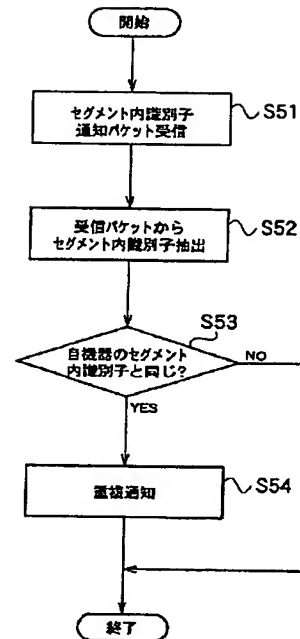 開始
セグメント内識別子
通知パケット受信
S51
受信パケットから
セグメント内識別子抽出
S52
S53
自機器のセグメント
内識別子と同じ?
NO
YES
重複通知
S54
終了